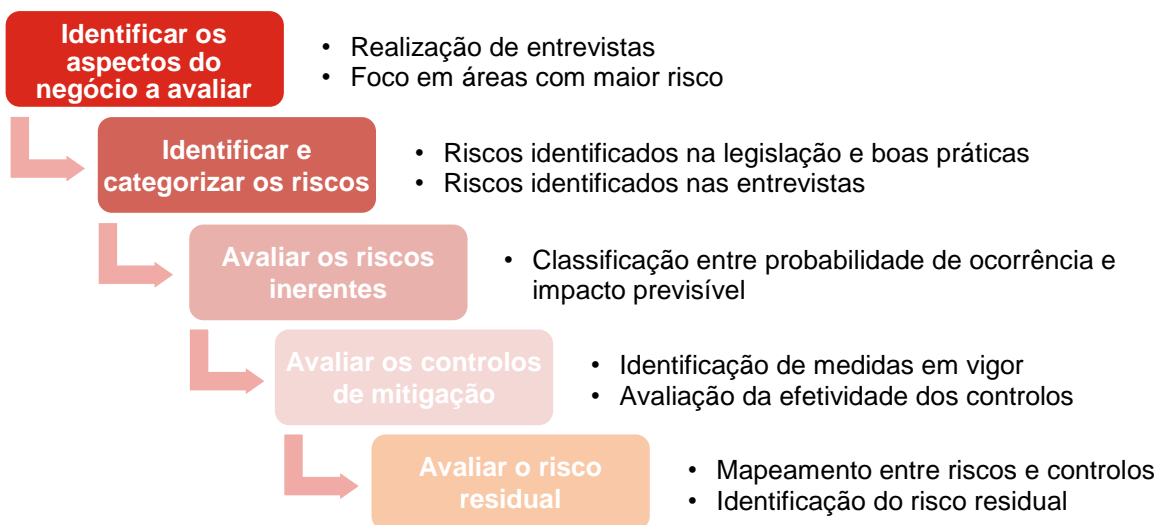 Identificar os
aspectos do
negócio a avaliar
• Realização de entrevistas
• Foco em áreas com maior risco
Identificar e
categorizar os riscos
• Riscos identificados na legislação e boas práticas
• Riscos identificados nas entrevistas
Avaliar os riscos
inerentes
• Classificação entre probabilidade de ocorrência e
impacto previsível
Avaliar os controlos
de mitigação
• Identificação de medidas em vigor
• Avaliação da efetividade dos controlos
Avaliar o risco
residual
• Mapeamento entre riscos e controlos
• Identificação do risco residual